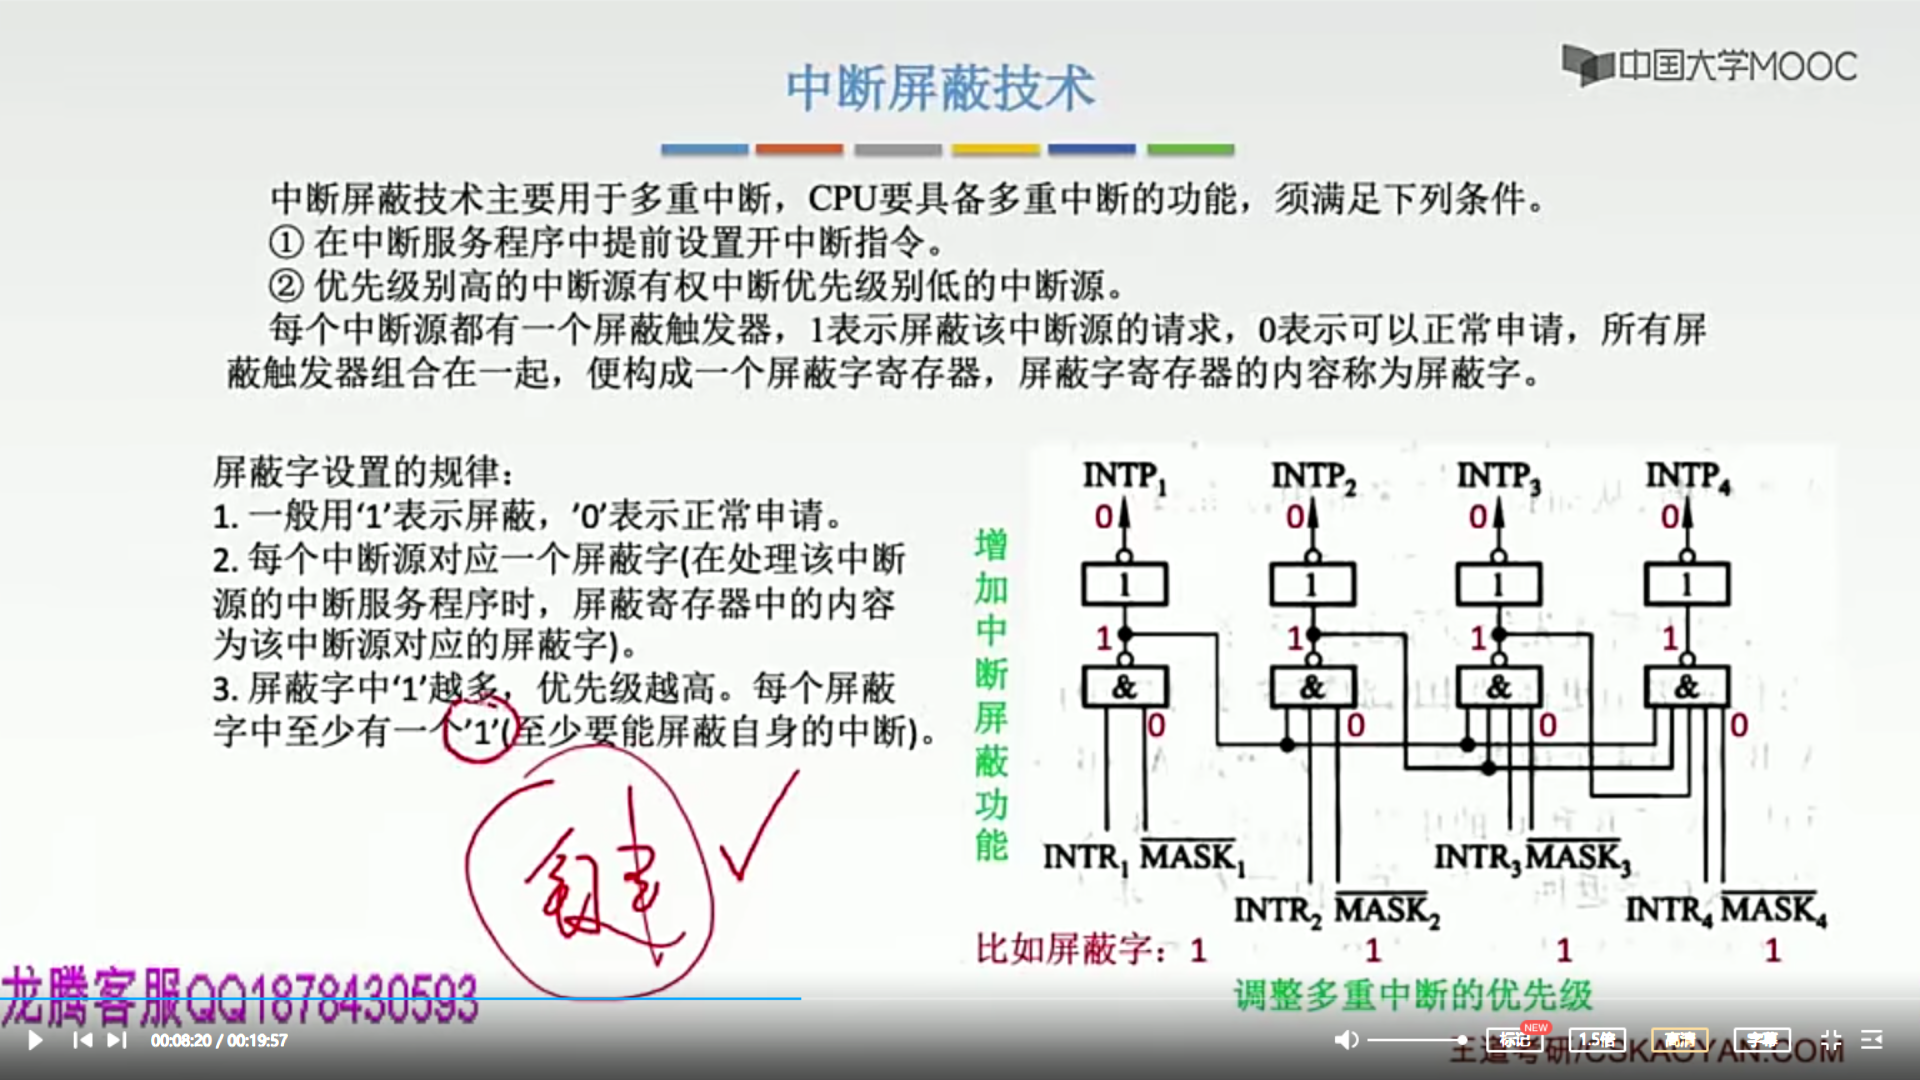 中国大学MOOC
中断屏蔽技术
中断屏蔽技术主要用于多重中断，CPU要具备多重中断的功能，须满足下列条件。
① 在中断服务程序中提前设置开中断指令。
② 优先级别高的中断源有权中断优先级别低的中断源。
每个中断源都有一个屏蔽触发器，1表示屏蔽该中断源的请求，0表示可以正常申请，所有屏
蔽触发器组合在一起，便构成一个屏蔽字寄存器，屏蔽字寄存器的内容称为屏蔽字。
屏蔽字设置的规律：
1. 一般用‘1’表示屏蔽，’0’表示正常申请。
2. 每个中断源对应一个屏蔽字(在处理该中断
源的中断服务程序时，屏蔽寄存器中的内容
为该中断源对应的屏蔽字)。
3. 屏蔽字中‘1’越多，优先级越高。每个屏蔽
字中至少有一个’1’(至少要能屏蔽自身的中断)。
增加中断屏蔽功能
INTP1 INTP2 INTP3 INTP4
0 0 0 0
1 1 1 1
1 1 1 1
& & & &
0 0 0 0
INTR1 MASK1 INTR3 MASK3
INTR2 MASK2 INTR4 MASK4
比如屏蔽字：1 1 1 1
调整多重中断的优先级
龙腾客服QQ1878430593
00:08:20 / 00:19:57
标记 NEW 1.5倍 高清 字幕
王道考研/CSKAOYAN.COM